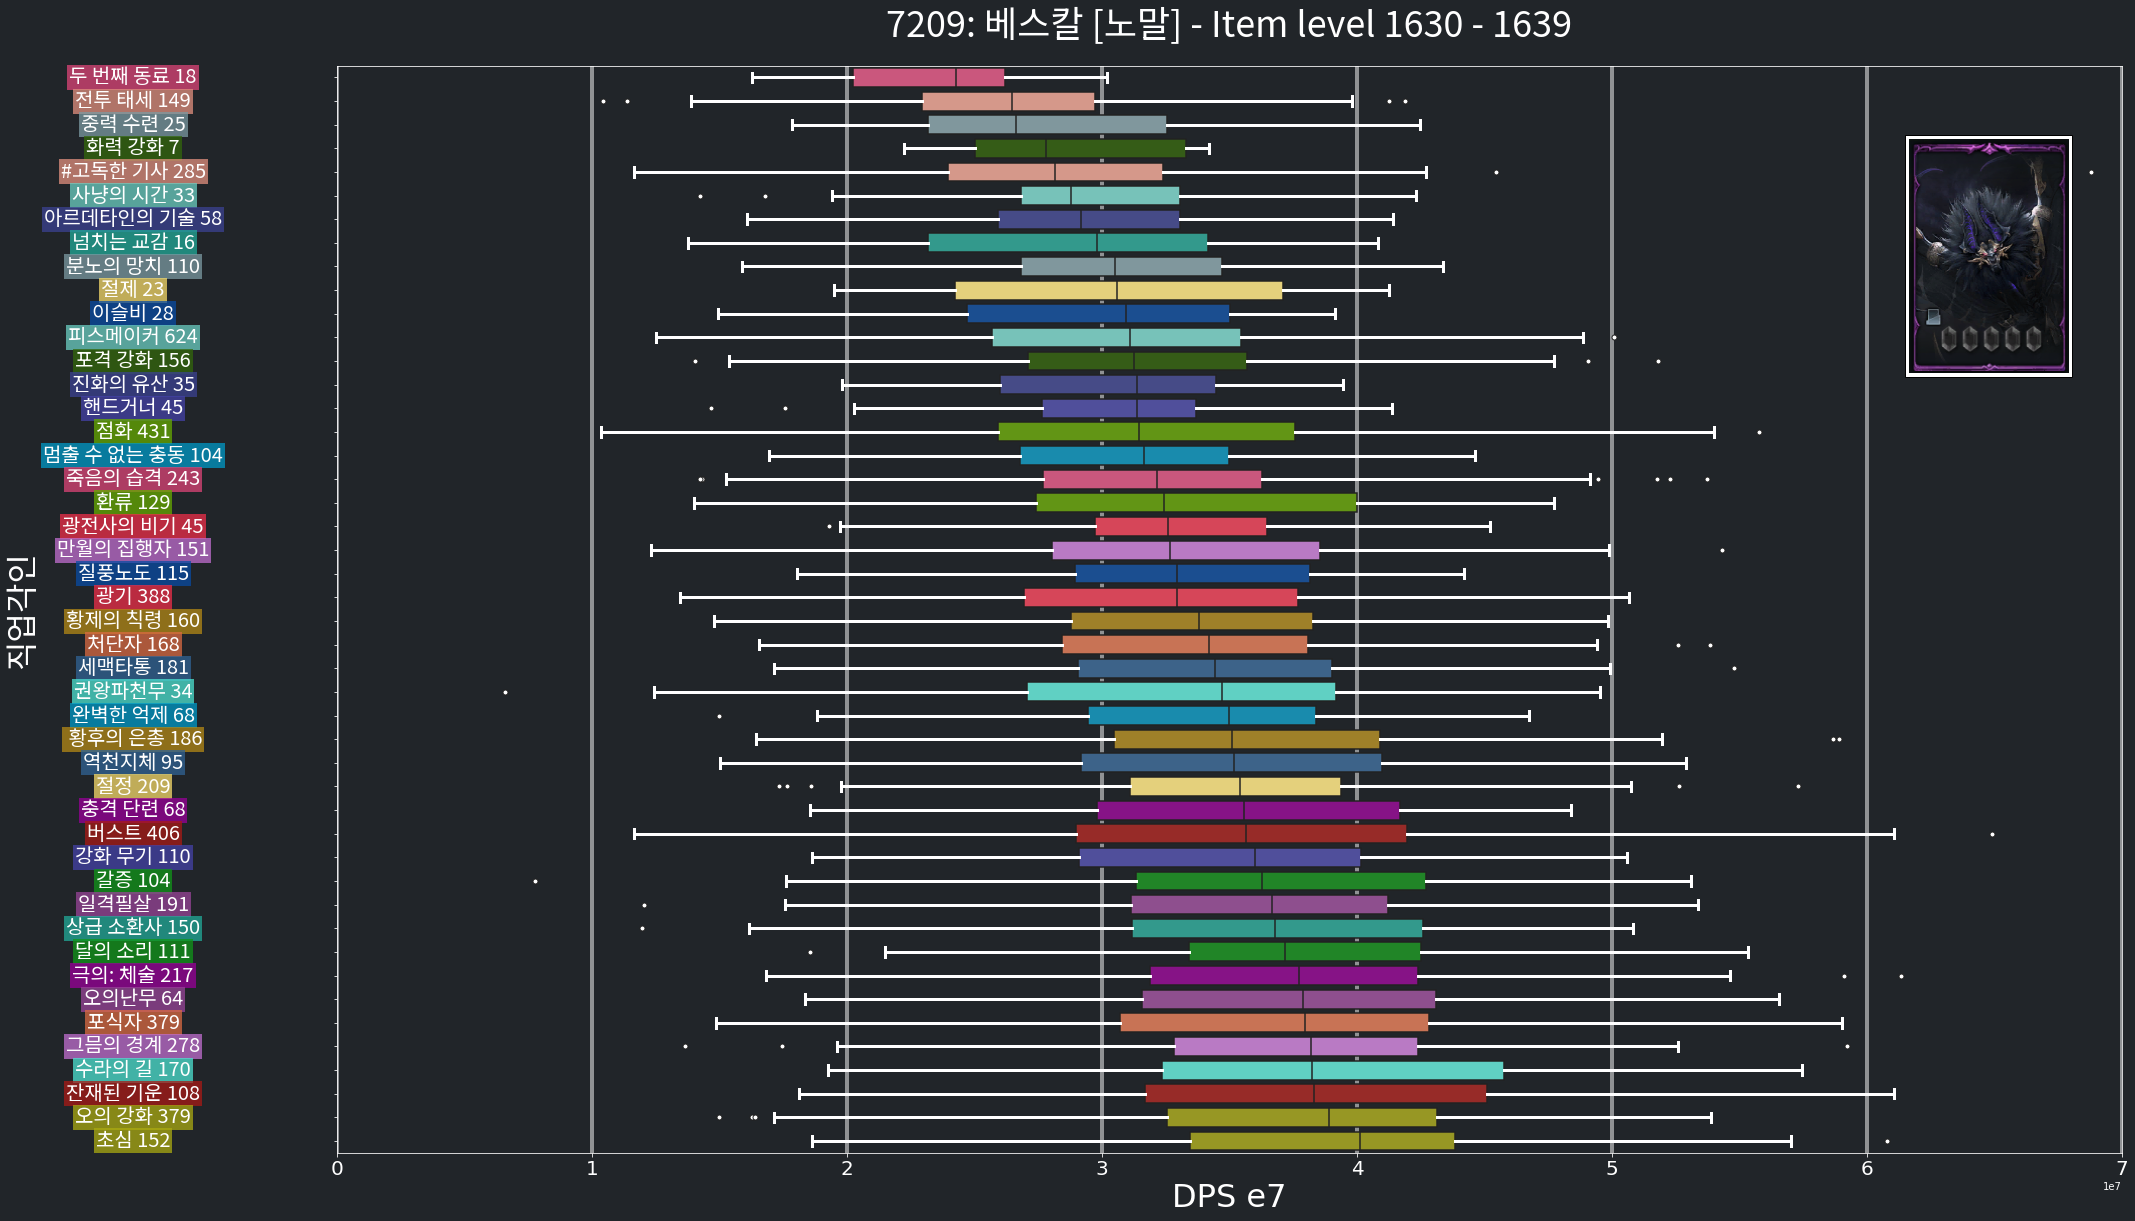 7209: 베스칼 [노말] - Item level 1630 - 1639
두 번째 동료 18
전투 태세 149
중력 수련 25
화력 강화 7
#고독한 기사 285
사냥의 시간 33
아르데타인의 기술 58
넘치는 교감 16
분노의 망치 110
절제 23
이슬비 28
피스메이커 624
포격 강화 156
진화의 유산 35
핸드거너 45
점화 431
멈출 수 없는 충동 104
죽음의 습격 243
환류 129
광전사의 비기 45
만월의 집행자 151
질풍노도 115
광기 388
황제의 칙령 160
처단자 168
세맥타통 181
권왕파천무 34
완벽한 억제 68
황후의 은총 186
역천지체 95
절정 209
충격 단련 68
버스트 406
강화 무기 110
갈증 104
일격필살 191
상급 소환사 150
달의 소리 111
극의: 체술 217
오의난무 64
포식자 379
그믐의 경계 278
수라의 길 170
잔재된 기운 108
오의 강화 379
초심 152
직업각인
0 1 2 3 4 5 6 7
1e7
DPS e7